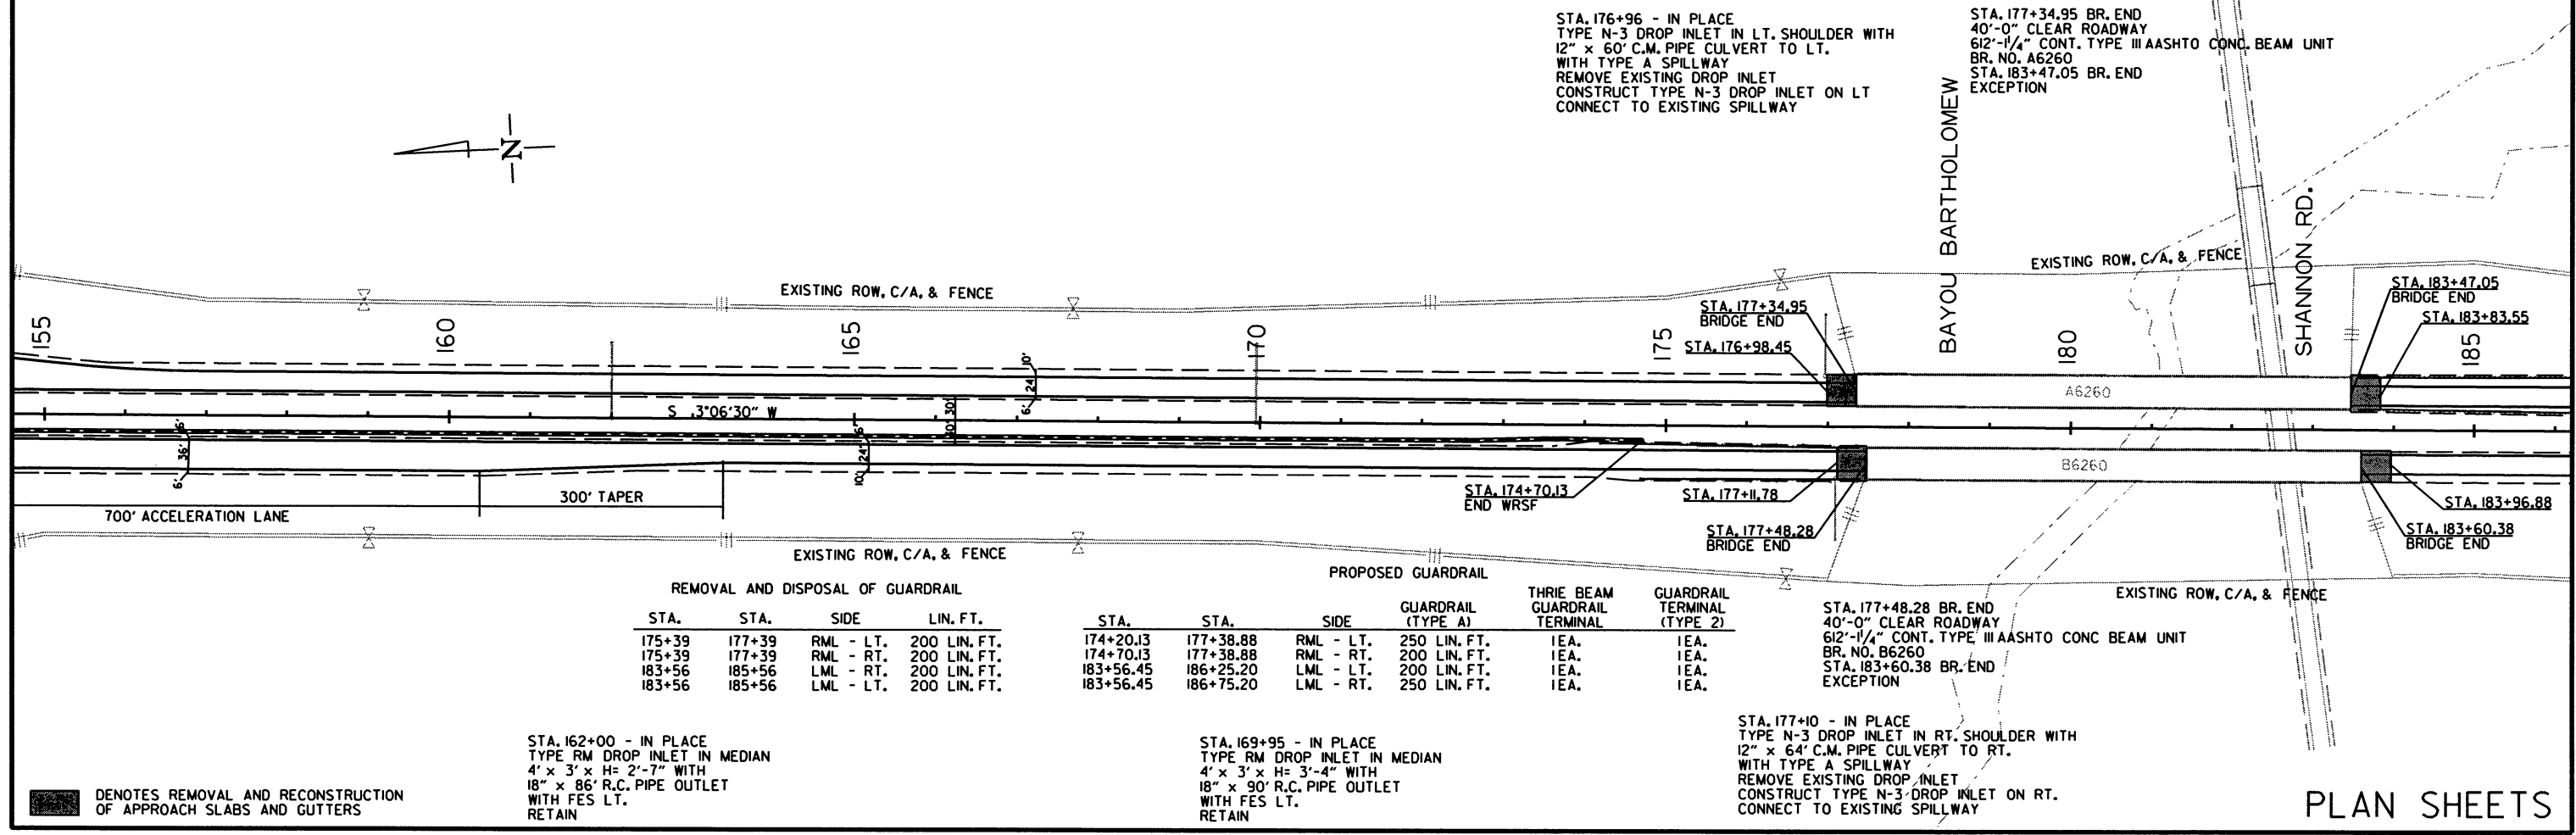 STA. 176+96 - IN PLACE
TYPE N-3 DROP INLET IN LT. SHOULDER WITH
12" x 60' C.M. PIPE CULVERT TO LT.
WITH TYPE A SPILLWAY
REMOVE EXISTING DROP INLET
CONSTRUCT TYPE N-3 DROP INLET ON LT
CONNECT TO EXISTING SPILLWAY
STA. 177+34.95 BR. END
40'-0" CLEAR ROADWAY
612'-1 1/4" CONT. TYPE III AASHTO CONC. BEAM UNIT
BR. NO. A6260
STA. 183+47.05 BR. END
EXCEPTION
N
BAYOU BARTHOLOMEW
SHANNON RD.
EXISTING ROW, C/A, & FENCE
EXISTING ROW, C/A, & FENCE
155
160
165
170
175
180
185
STA. 177+34.95
BRIDGE END
STA. 176+98.45
STA. 183+47.05
BRIDGE END
STA. 183+83.55
10'
24'
6'
30'
30'
S 3°06'30" W
A6260
6'
36'
6'
6'
24'
10'
B6260
300' TAPER
700' ACCELERATION LANE
STA. 174+70.13
END WRSF
STA. 177+11.78
STA. 177+48.28
BRIDGE END
STA. 183+96.88
STA. 183+60.38
BRIDGE END
EXISTING ROW, C/A, & FENCE
EXISTING ROW, C/A, & FENCE
REMOVAL AND DISPOSAL OF GUARDRAIL
STA. STA. SIDE LIN. FT.
175+39 177+39 RML - LT. 200 LIN. FT.
175+39 177+39 RML - RT. 200 LIN. FT.
183+56 185+56 LML - RT. 200 LIN. FT.
183+56 185+56 LML - LT. 200 LIN. FT.
PROPOSED GUARDRAIL
STA. STA. SIDE GUARDRAIL (TYPE A) THRIE BEAM GUARDRAIL TERMINAL GUARDRAIL TERMINAL (TYPE 2)
174+20.13 177+38.88 RML - LT. 250 LIN. FT. 1 EA. 1 EA.
174+70.13 177+38.88 RML - RT. 200 LIN. FT. 1 EA. 1 EA.
183+56.45 186+25.20 LML - LT. 200 LIN. FT. 1 EA. 1 EA.
183+56.45 186+75.20 LML - RT. 250 LIN. FT. 1 EA. 1 EA.
STA. 177+48.28 BR. END
40'-0" CLEAR ROADWAY
612'-1 1/4" CONT. TYPE III AASHTO CONC BEAM UNIT
BR. NO. B6260
STA. 183+60.38 BR. END
EXCEPTION
STA. 162+00 - IN PLACE
TYPE RM DROP INLET IN MEDIAN
4' x 3' x H= 2'-7" WITH
18" x 86' R.C. PIPE OUTLET
WITH FES LT.
RETAIN
STA. 169+95 - IN PLACE
TYPE RM DROP INLET IN MEDIAN
4' x 3' x H= 3'-4" WITH
18" x 90' R.C. PIPE OUTLET
WITH FES LT.
RETAIN
STA. 177+10 - IN PLACE
TYPE N-3 DROP INLET IN RT. SHOULDER WITH
12" x 64' C.M. PIPE CULVERT TO RT.
WITH TYPE A SPILLWAY
REMOVE EXISTING DROP INLET
CONSTRUCT TYPE N-3 DROP INLET ON RT.
CONNECT TO EXISTING SPILLWAY
DENOTES REMOVAL AND RECONSTRUCTION
OF APPROACH SLABS AND GUTTERS
PLAN SHEETS